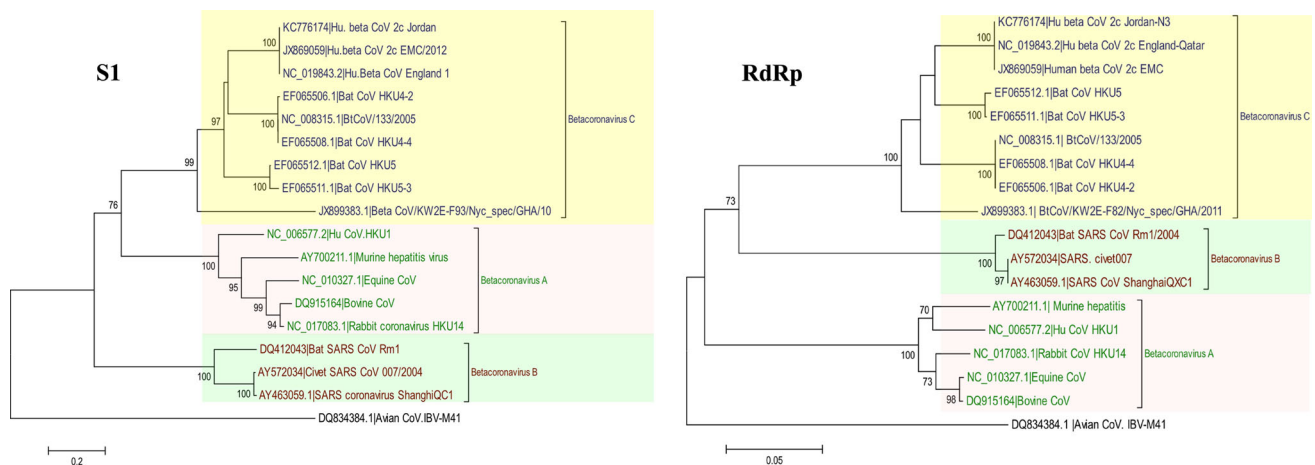 S1
KC776174|Hu. beta CoV 2c Jordan
JX869059|Hu.beta CoV 2c EMC/2012
NC_019843.2|Hu.Beta CoV England 1
EF065506.1|Bat CoV HKU4-2
NC_008315.1|BtCoV/133/2005
EF065508.1|Bat CoV HKU4-4
EF065512.1|Bat CoV HKU5
EF065511.1|Bat CoV HKU5-3
JX899383.1|Beta CoV/KW2E-F93/Nyc_spec/GHA/10
Betacoronavirus C
NC_006577.2|Hu CoV.HKU1
AY700211.1|Murine hepatitis virus
NC_010327.1|Equine CoV
DQ915164|Bovine CoV
NC_017083.1|Rabbit coronavirus HKU14
Betacoronavirus A
DQ412043|Bat SARS CoV Rm1
AY572034|Civet SARS CoV 007/2004
AY463059.1|SARS coronavirus ShanghiQC1
Betacoronavirus B
DQ834384.1|Avian CoV.IBV-M41
100
100
97
100
99
76
100
95
99
94
100
100
0.2
RdRp
KC776174|Hu beta CoV 2c Jordan-N3
NC_019843.2|Hu beta CoV 2c England-Qatar
JX869059|Human beta CoV 2c EMC
EF065512.1|Bat CoV HKU5
EF065511.1|Bat CoV HKU5-3
NC_008315.1|BtCoV/133/2005
EF065508.1|Bat CoV HKU4-4
EF065506.1|Bat CoV HKU4-2
JX899383.1| BtCoV/KW2E-F82/Nyc_spec/GHA/2011
Betacoronavirus C
DQ412043|Bat SARS CoV Rm1/2004
AY572034|SARS. civet007
AY463059.1|SARS CoV ShanghaiQXC1
Betacoronavirus B
AY700211.1| Murine hepatitis
NC_006577.2|Hu CoV HKU1
NC_017083.1|Rabbit CoV HKU14
NC_010327.1|Equine CoV
DQ915164|Bovine CoV
Betacoronavirus A
DQ834384.1 |Avian CoV. IBV-M41
100
100
100
100
73
100
97
70
100
73
98
0.05